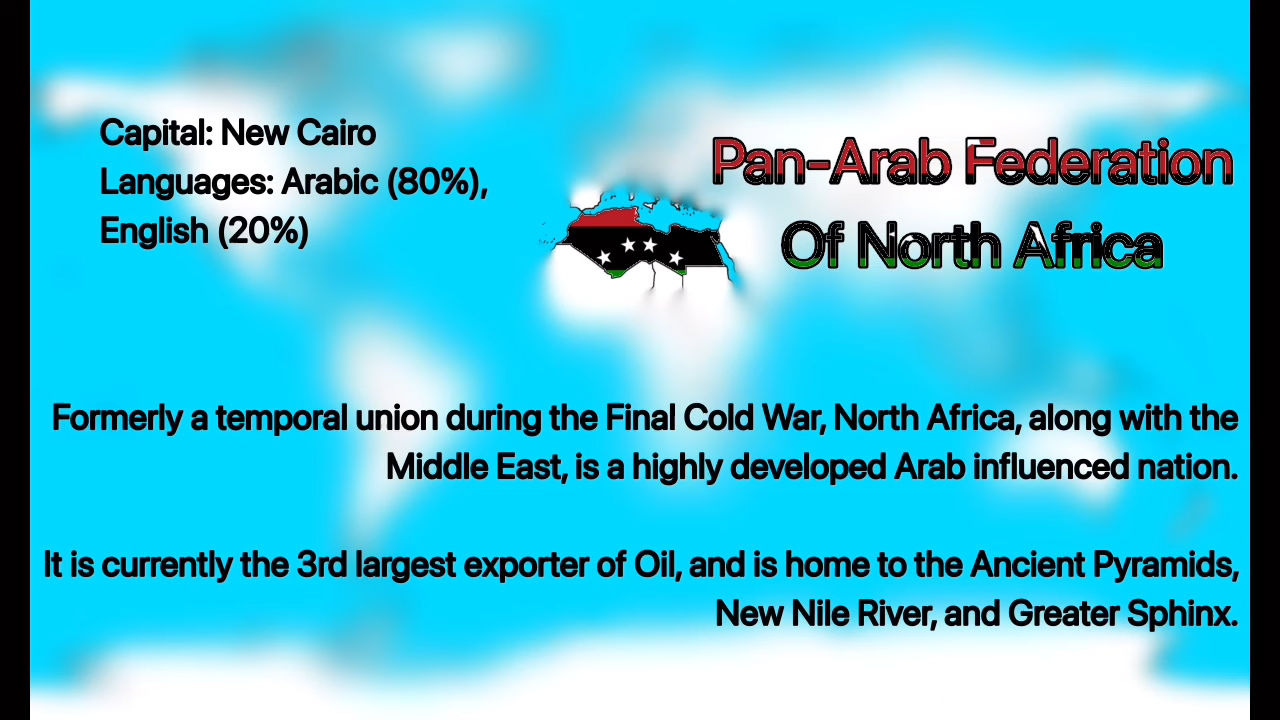 Capital: New Cairo
Languages: Arabic (80%),
English (20%)
Pan-Arab Federation
Of North Africa
Formerly a temporal union during the Final Cold War, North Africa, along with the
Middle East, is a highly developed Arab influenced nation.
It is currently the 3rd largest exporter of Oil, and is home to the Ancient Pyramids,
New Nile River, and Greater Sphinx.